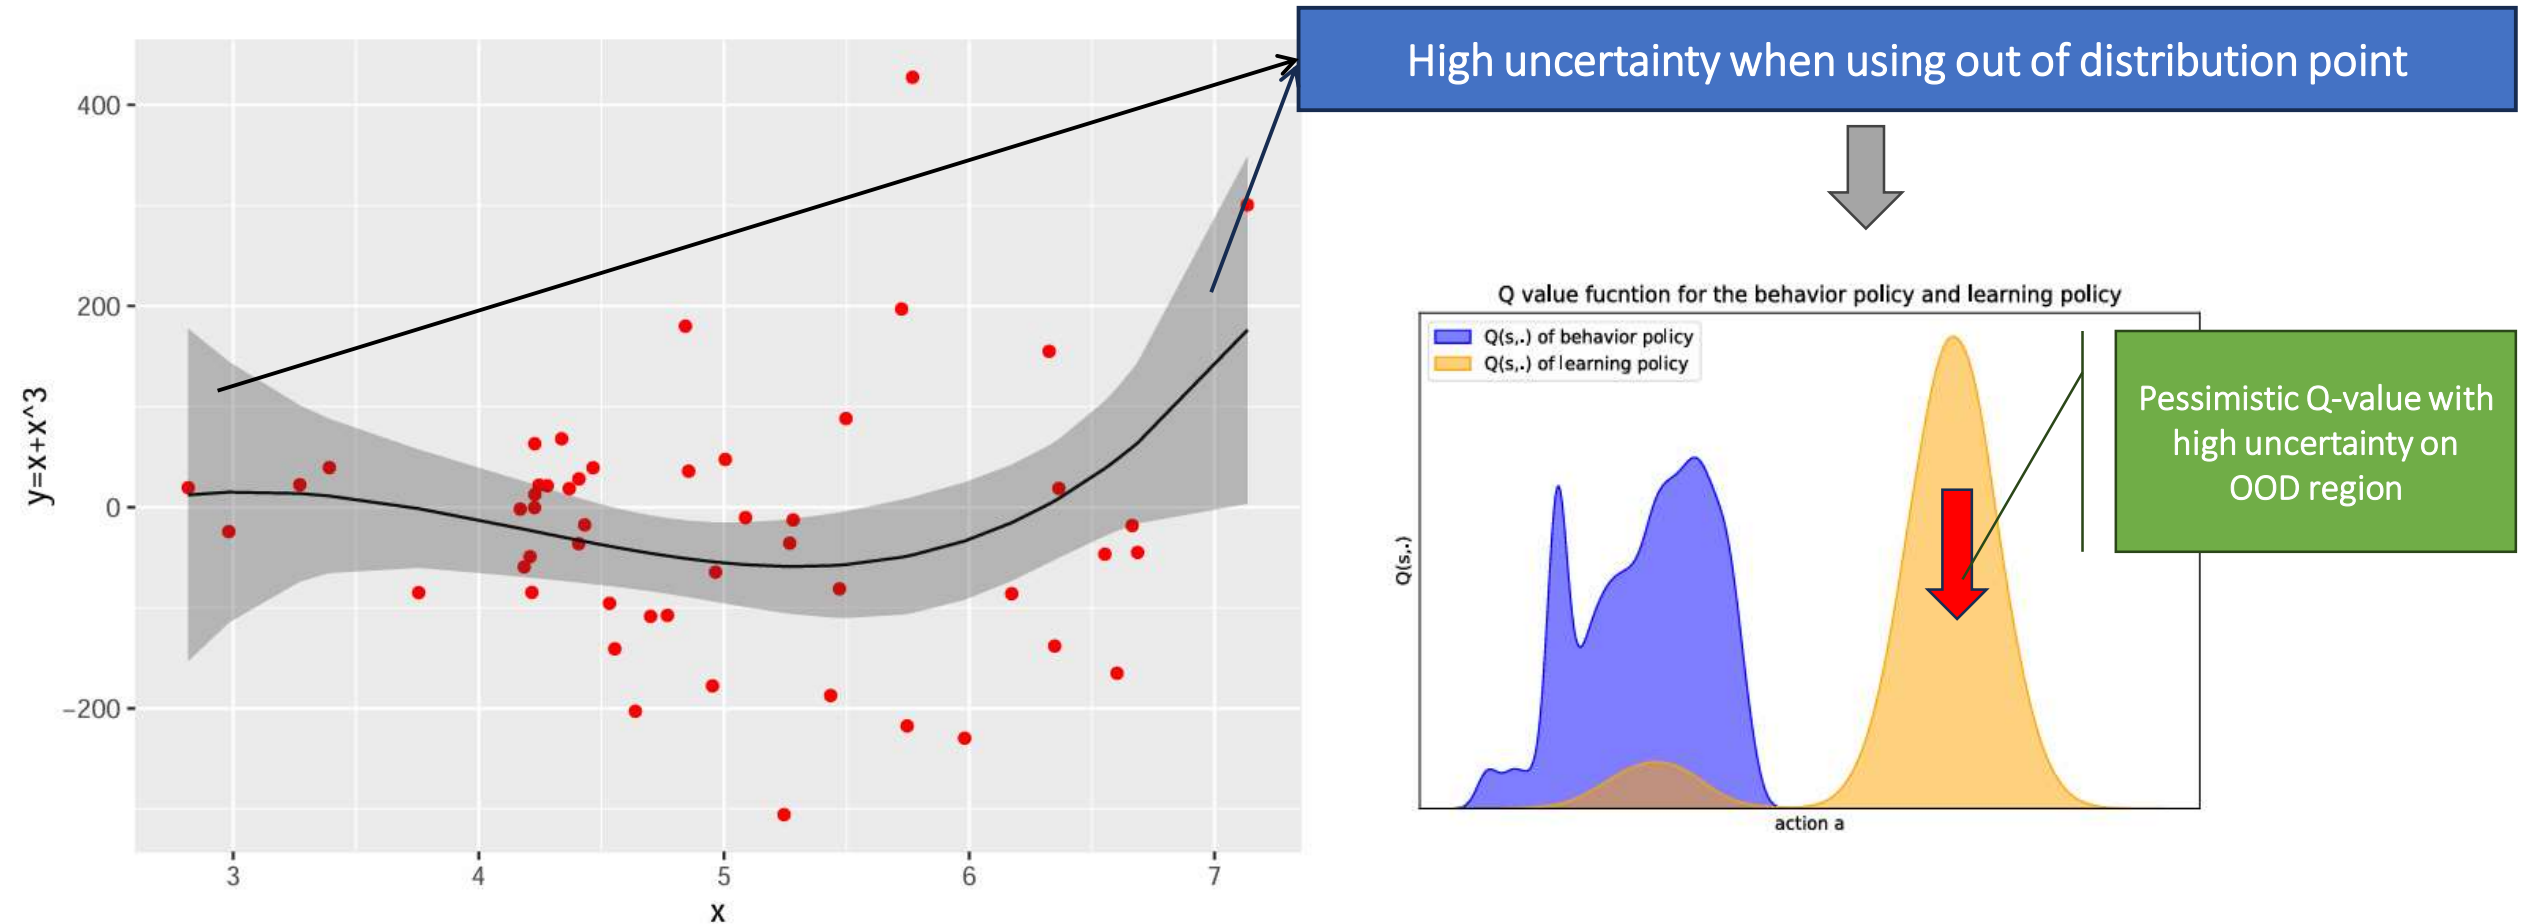 High uncertainty when using out of distribution point
400
200
0
−200
y=x+x^3
3 4 5 6 7
x
Q value fucntion for the behavior policy and learning policy
Q(s,.) of behavior policy
Q(s,.) of learning policy
Q(s,.)
action a
Pessimistic Q-value with
high uncertainty on
OOD region